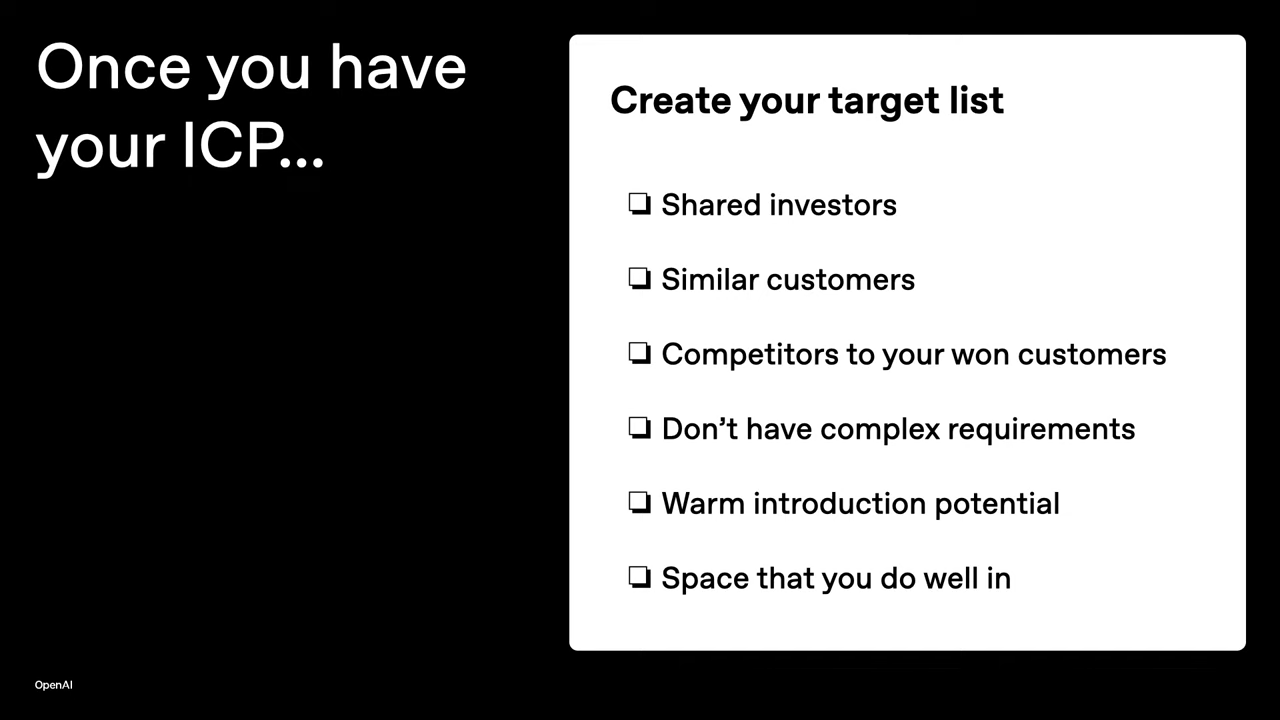 Once you have
your ICP...
Create your target list
❏ Shared investors
❏ Similar customers
❏ Competitors to your won customers
❏ Don’t have complex requirements
❏ Warm introduction potential
❏ Space that you do well in
OpenAI